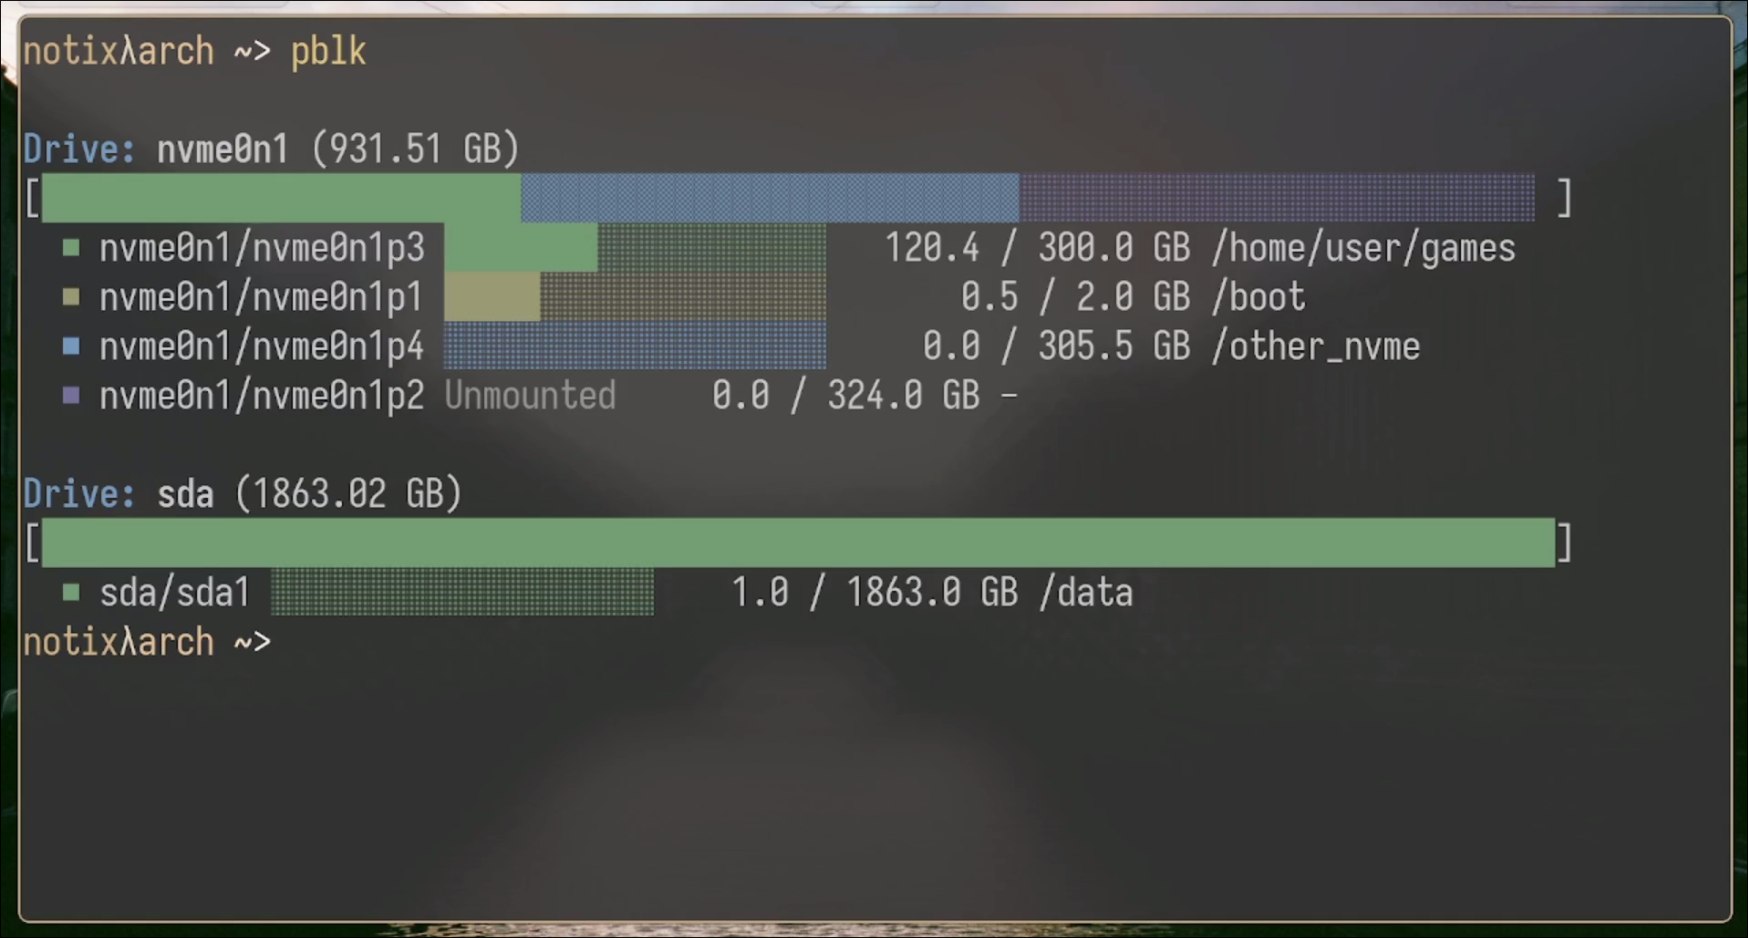 notixλarch ~> pblk
Drive: nvme0n1 (931.51 GB)
[ ]
nvme0n1/nvme0n1p3 120.4 / 300.0 GB /home/user/games
nvme0n1/nvme0n1p1 0.5 / 2.0 GB /boot
nvme0n1/nvme0n1p4 0.0 / 305.5 GB /other_nvme
nvme0n1/nvme0n1p2 Unmounted 0.0 / 324.0 GB -
Drive: sda (1863.02 GB)
[ ]
sda/sda1 1.0 / 1863.0 GB /data
notixλarch ~>